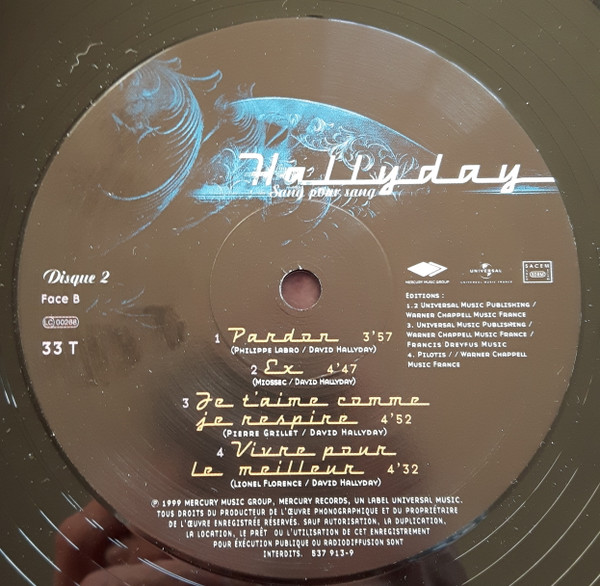 Hallyday
Sang pour sang
Disque 2
Face B
LC 00268
33 T
MERCURY MUSIC GROUP
UNIVERSAL
UNIVERSAL MUSIC FRANCE
SACEM
EDITIONS :
1.2 UNIVERSAL MUSIC PUBLISHING /
WARNER CHAPPELL MUSIC FRANCE
3. UNIVERSAL MUSIC PUBLISHENG /
WARNER CHAPPELL MUSIC FRANCE /
FRANCIS DREYFUS MUSIC
4. PILOTIS / / WARNER CHAPPELL
MUSIC FRANCE
1 Pardon 3'57
(PHILIPPE LABRO / DAVID HALLYDAY)
2 Ex 4'47
(MIOSSEC / DAVID HALLYDAY)
3 Je t'aime comme
je respire 4'52
(PIERRE GRILLET / DAVID HALLYDAY)
4 Vivre pour
le meilleur 4'32
(LIONEL FLORENCE / DAVID HALLYDAY)
℗ 1999 MERCURY MUSIC GROUP, MERCURY RECORDS, UN LABEL UNIVERSAL MUSIC.
TOUS DROITS DU PRODUCTEUR DE L'ŒUVRE PHONOGRAPHIQUE ET DU PROPRIÉTAIRE
DE L'ŒUVRE ENREGISTRÉE RÉSERVÉS. SAUF AUTORISATION, LA DUPLICATION,
LA LOCATION, LE PRÊT OU L'UTILISATION DE CET ENREGISTREMENT
POUR EXÉCUTION PUBLIQUE OU RADIODIFFUSION SONT
INTERDITS. 537 913-9